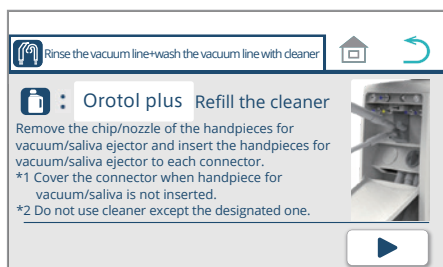 Rinse the vacuum line+wash the vacuum line with cleaner
: Orotol plus Refill the cleaner
Remove the chip/nozzle of the handpieces for
vacuum/saliva ejector and insert the handpieces for
vacuum/saliva ejector to each connector.
*1 Cover the connector when handpiece for
vacuum/saliva is not inserted.
*2 Do not use cleaner except the designated one.